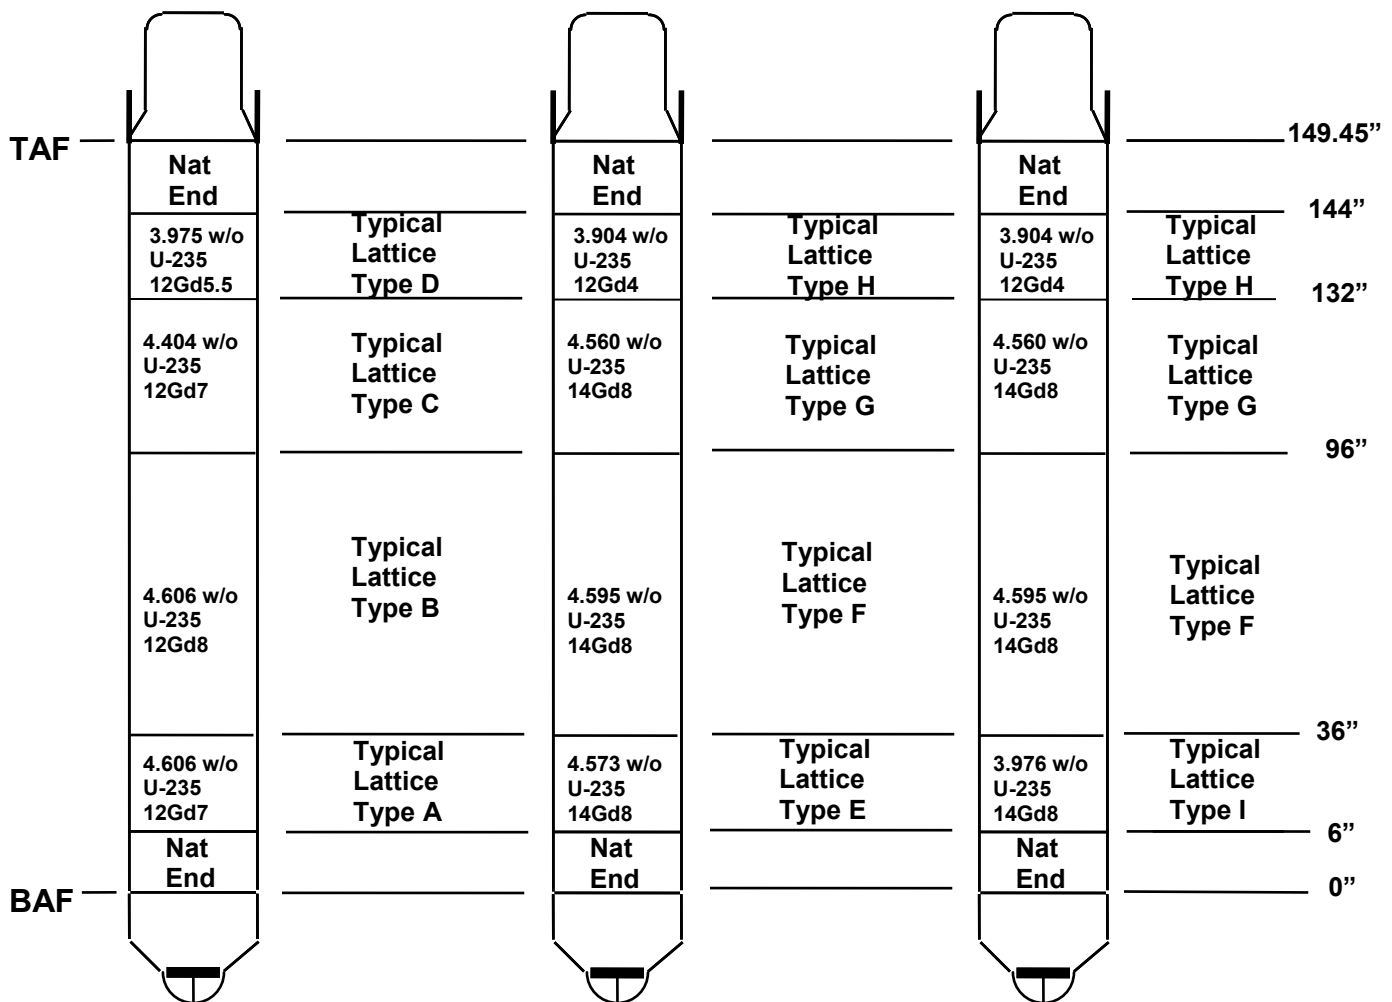 TAF
149.45”
Nat
End
Nat
End
Nat
End
144”
3.975 w/o
U-235
12Gd5.5
Typical
Lattice
Type D
3.904 w/o
U-235
12Gd4
Typical
Lattice
Type H
3.904 w/o
U-235
12Gd4
Typical
Lattice
Type H
132”
4.404 w/o
U-235
12Gd7
Typical
Lattice
Type C
4.560 w/o
U-235
14Gd8
Typical
Lattice
Type G
4.560 w/o
U-235
14Gd8
Typical
Lattice
Type G
96”
4.606 w/o
U-235
12Gd8
Typical
Lattice
Type B
4.595 w/o
U-235
14Gd8
Typical
Lattice
Type F
4.595 w/o
U-235
14Gd8
Typical
Lattice
Type F
36”
4.606 w/o
U-235
12Gd7
Typical
Lattice
Type A
4.573 w/o
U-235
14Gd8
Typical
Lattice
Type E
3.976 w/o
U-235
14Gd8
Typical
Lattice
Type I
6”
Nat
End
Nat
End
Nat
End
BAF
0”